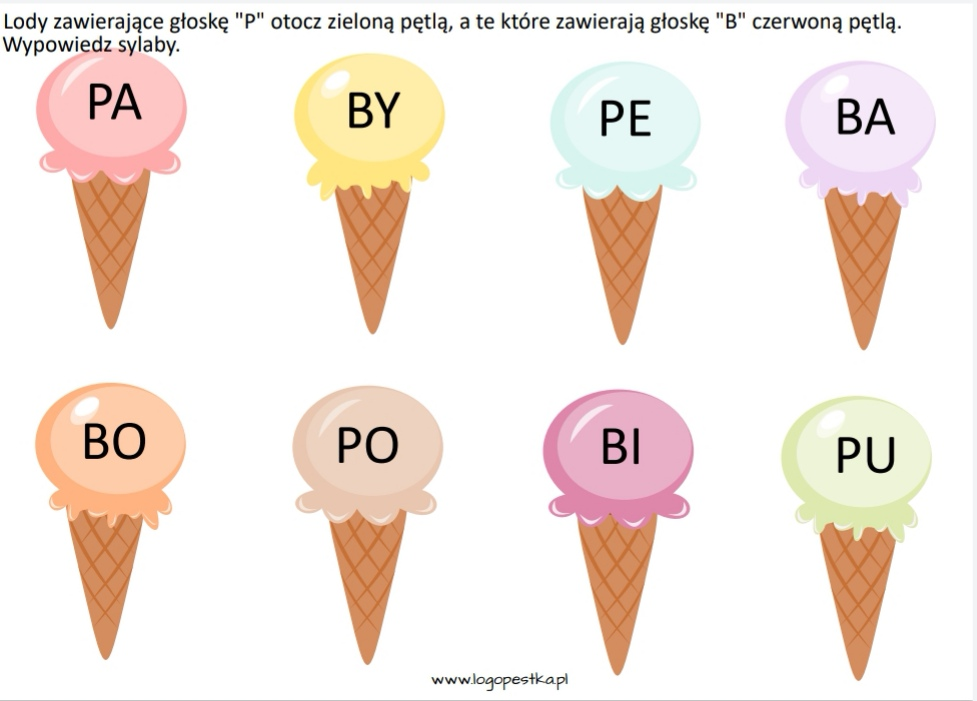 Lody zawierające głoskę "P" otocz zieloną pętlą, a te które zawierają głoskę "B" czerwoną pętlą.
Wypowiedz sylaby.
PA BY PE BA
BO PO BI PU
www.logopestka.pl